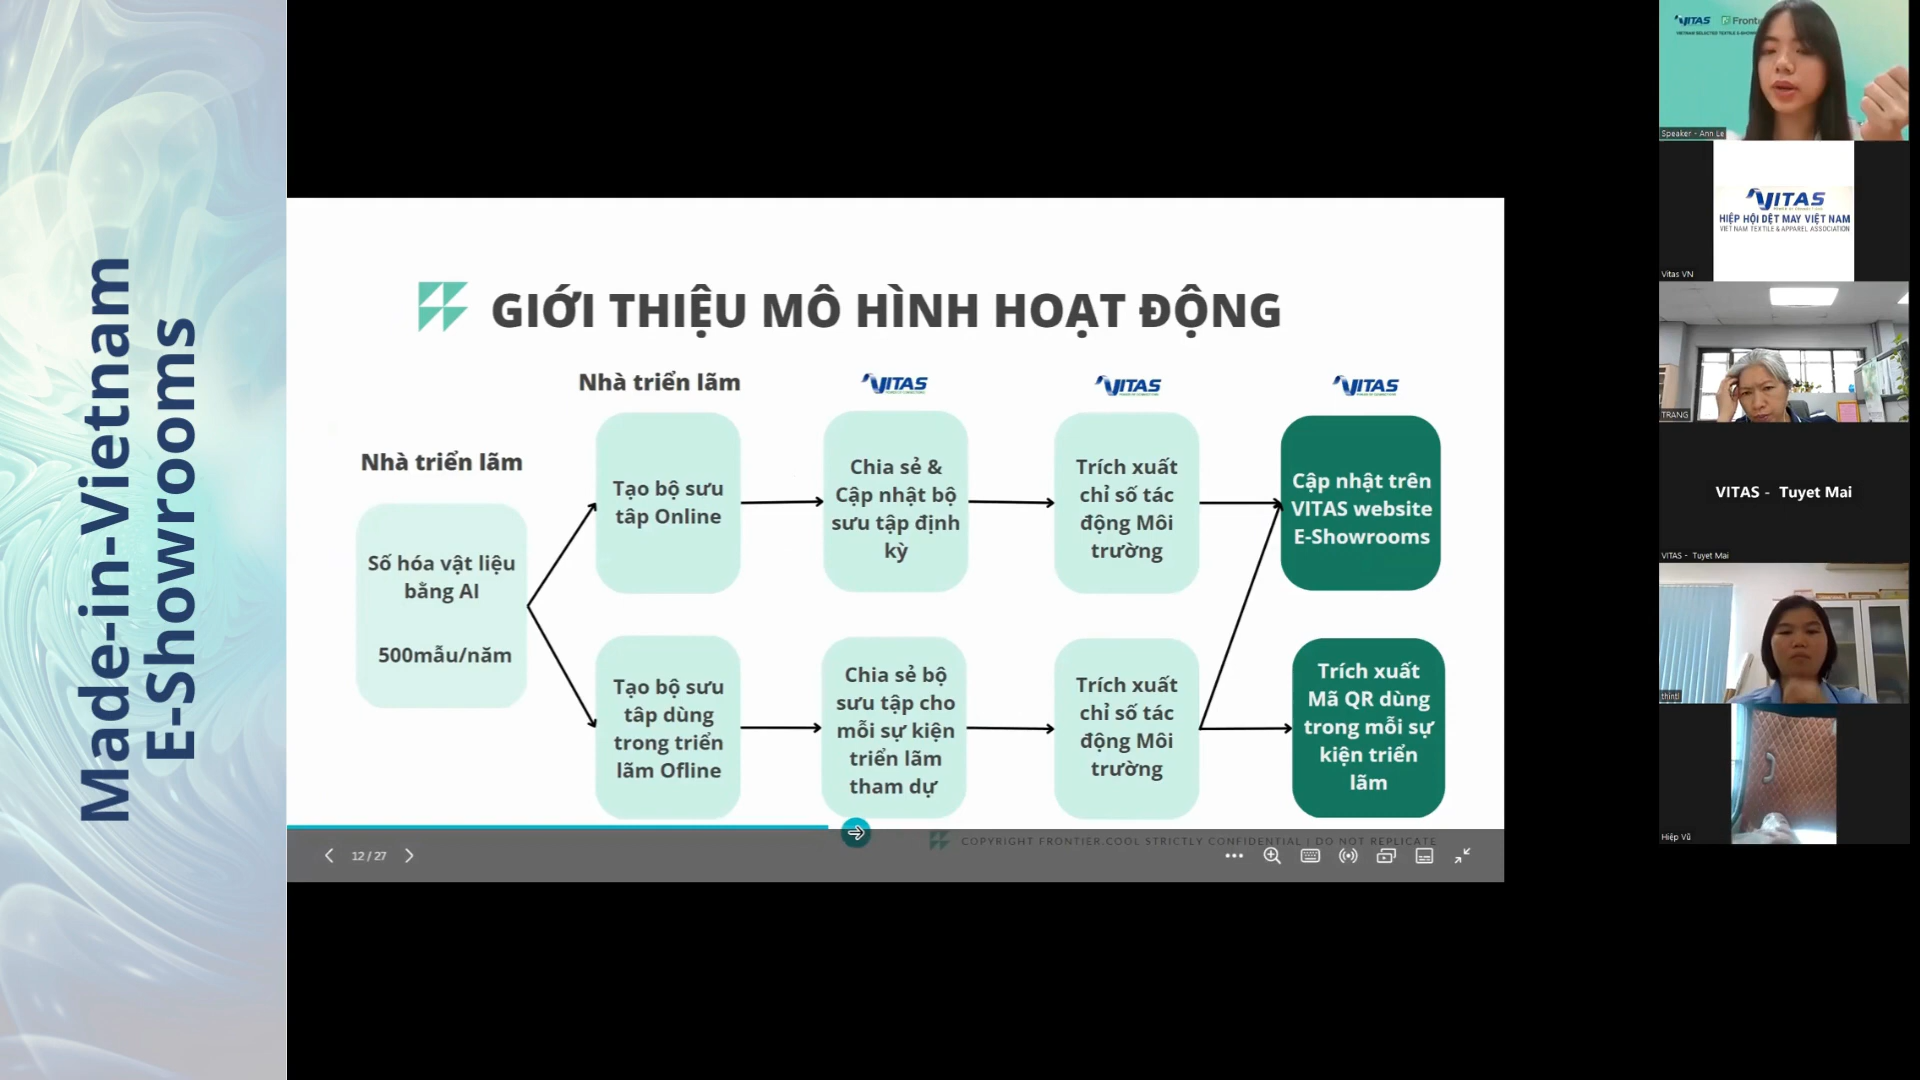 Made-in-Vietnam
E-Showrooms
GIỚI THIỆU MÔ HÌNH HOẠT ĐỘNG
Nhà triển lãm
Số hóa vật liệu
bằng AI
500mẫu/năm
Nhà triển lãm
Tạo bộ sưu
tâp Online
VITAS
Chia sẻ &
Cập nhật bộ
sưu tập định
kỳ
VITAS
Trích xuất
chỉ số tác
động Môi
trường
VITAS
Cập nhật trên
VITAS website
E-Showrooms
Tạo bộ sưu
tâp dùng
trong triển
lãm Ofline
Chia sẻ bộ
sưu tập cho
mỗi sự kiện
triển lãm
tham dự
Trích xuất
chỉ số tác
động Môi
trường
Trích xuất
Mã QR dùng
trong mỗi sự
kiện triển
lãm
COPYRIGHT FRONTIER.COOL STRICTLY CONFIDENTIAL | DO NOT REPLICATE
12 / 27
VITAS
Speaker - Ann Le
VITAS
HIỆP HỘI DỆT MAY VIỆT NAM
VIET NAM TEXTILE & APPAREL ASSOCIATION
Vitas VN
TRANG
VITAS - Tuyet Mai
VITAS - Tuyet Mai
thintl
Hiệp Vũ